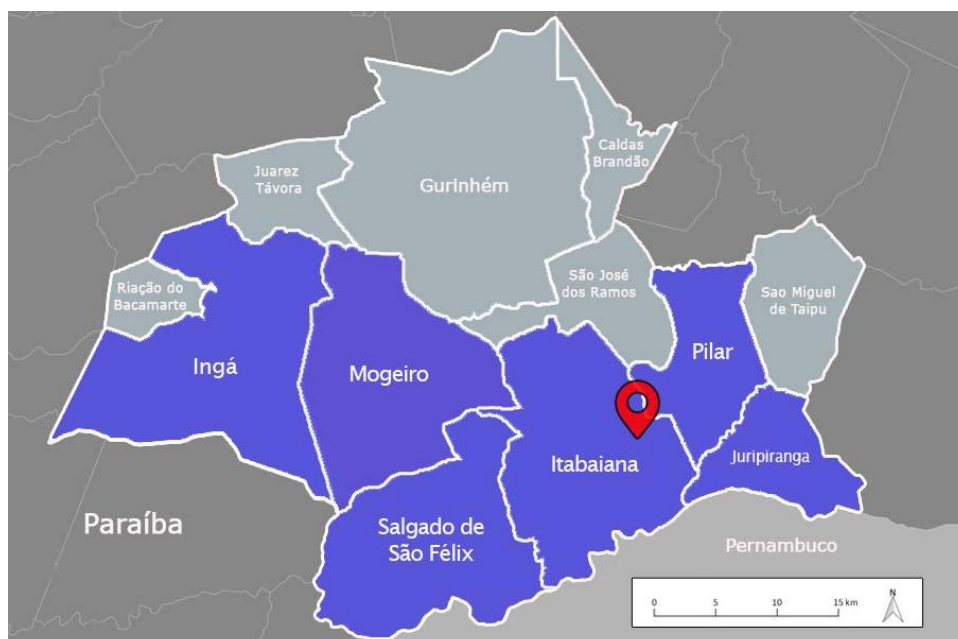 Caldas
Brandão
Juarez
Távora
Gurinhém
Riação do
Bacamarte
São José
dos Ramos
Sao Miguel
de Taipu
Ingá
Mogeiro
Pilar
Itabaiana
Juripiranga
Paraíba
Salgado de
São Félix
Pernambuco
N
0 5 10 15 km